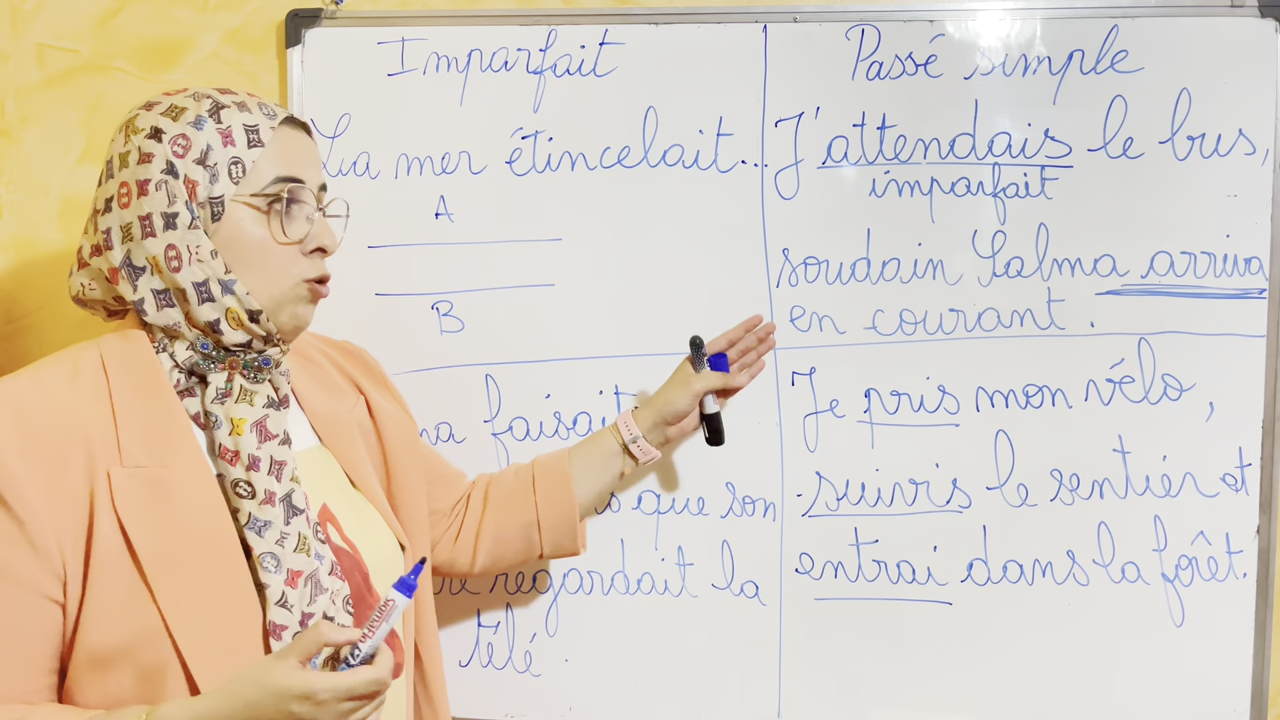 Imparfait
La mer étincelait...
A
B
faisait
que son
regardait la
télé.
Passé simple
J'attendais le bus,
imparfait
soudain Salma arriva
en courant.
Je pris mon vélo,
suivis le sentier et
entrai dans la forêt.